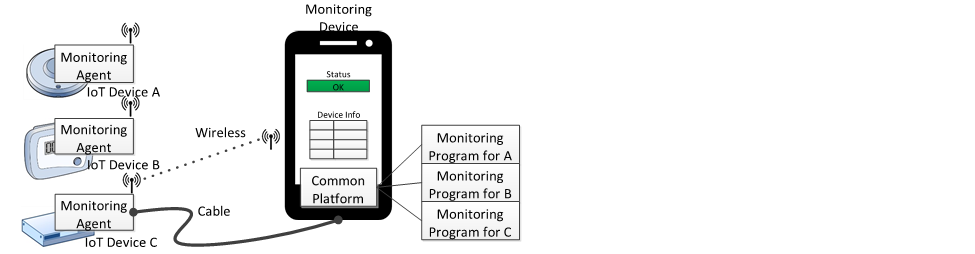 Monitoring
Device
Monitoring
Agent
IoT Device A
Monitoring
Agent
IoT Device B
Monitoring
Agent
IoT Device C
Wireless
Cable
Status
OK
Device Info
Common
Platform
Monitoring
Program for A
Monitoring
Program for B
Monitoring
Program for C